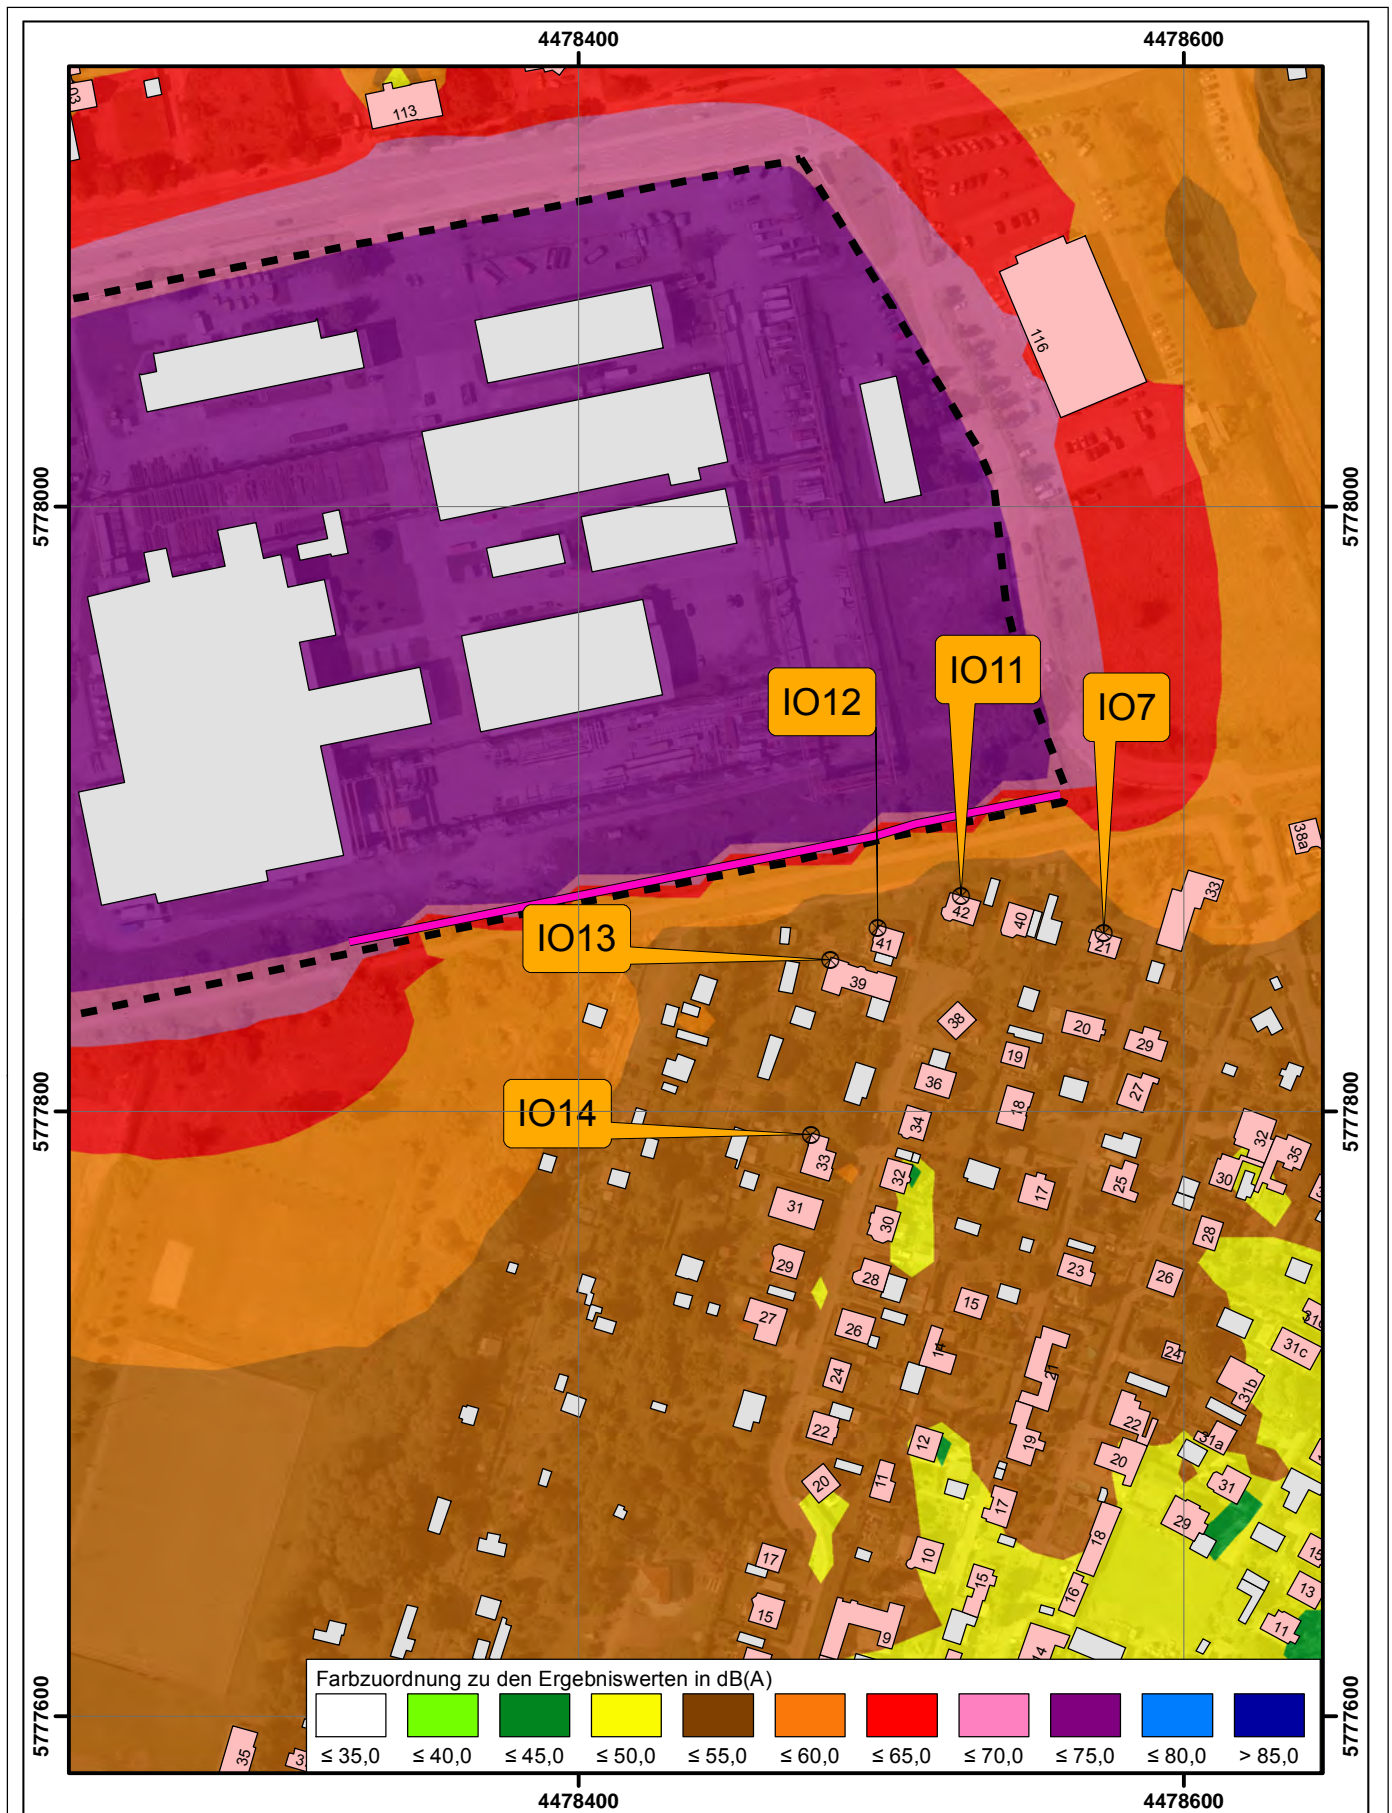 4478400 4478600
03
113
116
5778000 5778000
IO11
IO12 IO7
38a
33
42
40
IO13 41 21
39
38 20
29
19
36 27
18
5777800 5777800
IO14 34 32
35
33 32 25 30
17
31
30 28
29 28 23 26
15
27 26 31c
14 24
24 21 31b
22 22 31a
12 19 20
20 11 31
17 29
18
17 10 15
15 16 13
15 9 11
14
35
Farbzuordnung zu den Ergebniswerten in dB(A)
≤ 35,0 ≤ 40,0 ≤ 45,0 ≤ 50,0 ≤ 55,0 ≤ 60,0 ≤ 65,0 ≤ 70,0 ≤ 75,0 ≤ 80,0 > 85,0
5777600 5777600
4478400 4478600